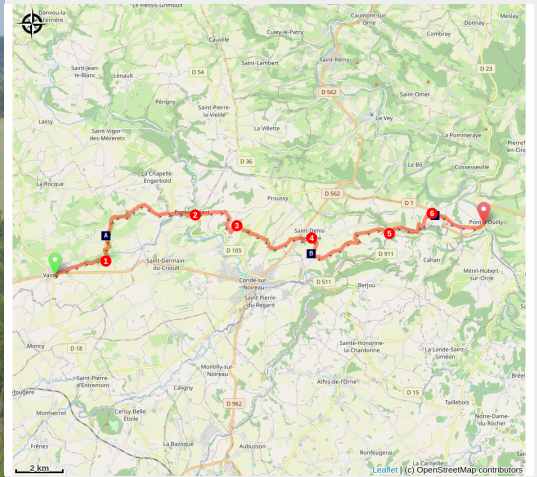 Le Plessis-Grimoult
Danvou-la-
Ferrière
Caumont-sur-
Orne
Meslay
Donnay
Culey-le-Patry
Combray
Cauville
Saint-Lambert
Saint-Rémy
D 23
Saint-Jean-
le-Blanc
Lénault
D 54
D 562
Périgny
Saint-Omer
Saint-Pierre-
la-Vieille
Le Vey
Lassy
Saint-Vigor-
des-Mézerets
La Villette
La Pommeraye
D 36
Le Bô
Cossesseville
La Chapelle
Engerbold
La Rocque
Proussy
D 562
D 1
2
6
3
Pont-d'Ouilly
A
Saint-Denis-
4
5
D 105
B
D 911
1
Saint-Germain
du-Crioult
Cahan
Vassy
Condé-sur-
Noireau
D 511
Berjou
Ménil-Hubert-
sur-Orne
Saint-Pierre-
du-Regard
Moncy
D 18
Sainte-Honorine-
la-Chardonne
La Lande-Saint-
Siméon
Montilly-sur-
Noireau
Saint-Pierre-
d'Entremont
Caligny
Athis-de-l'Orne
D 15
Taillebois
Montsecret
Cerisy-Belle-
Étoile
D 962
Notre-Dame-
du-Rocher
Frênes
La Bazoque
Aubusson
Ronfeugerai
La Carneille
2 km
Leaflet | (c) OpenStreetMap contributors